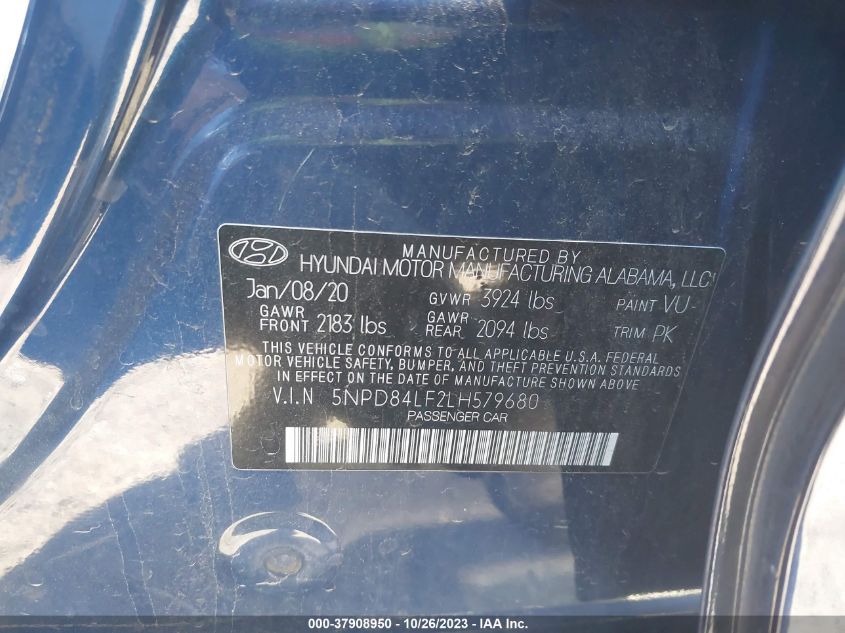 MANUFACTURED BY
HYUNDAI MOTOR MANUFACTURING ALABAMA, LLC
Jan/08/20 GVWR 3924 lbs PAINT VU
GAWR FRONT 2183 lbs GAWR REAR 2094 lbs TRIM PK
THIS VEHICLE CONFORMS TO ALL APPLICABLE U.S.A. FEDERAL
MOTOR VEHICLE SAFETY, BUMPER, AND THEFT PREVENTION STANDARDS
IN EFFECT ON THE DATE OF MANUFACTURE SHOWN ABOVE
V.I.N 5NPD84LF2LH579680
PASSENGER CAR
000-37908950 - 10/26/2023 - IAA Inc.